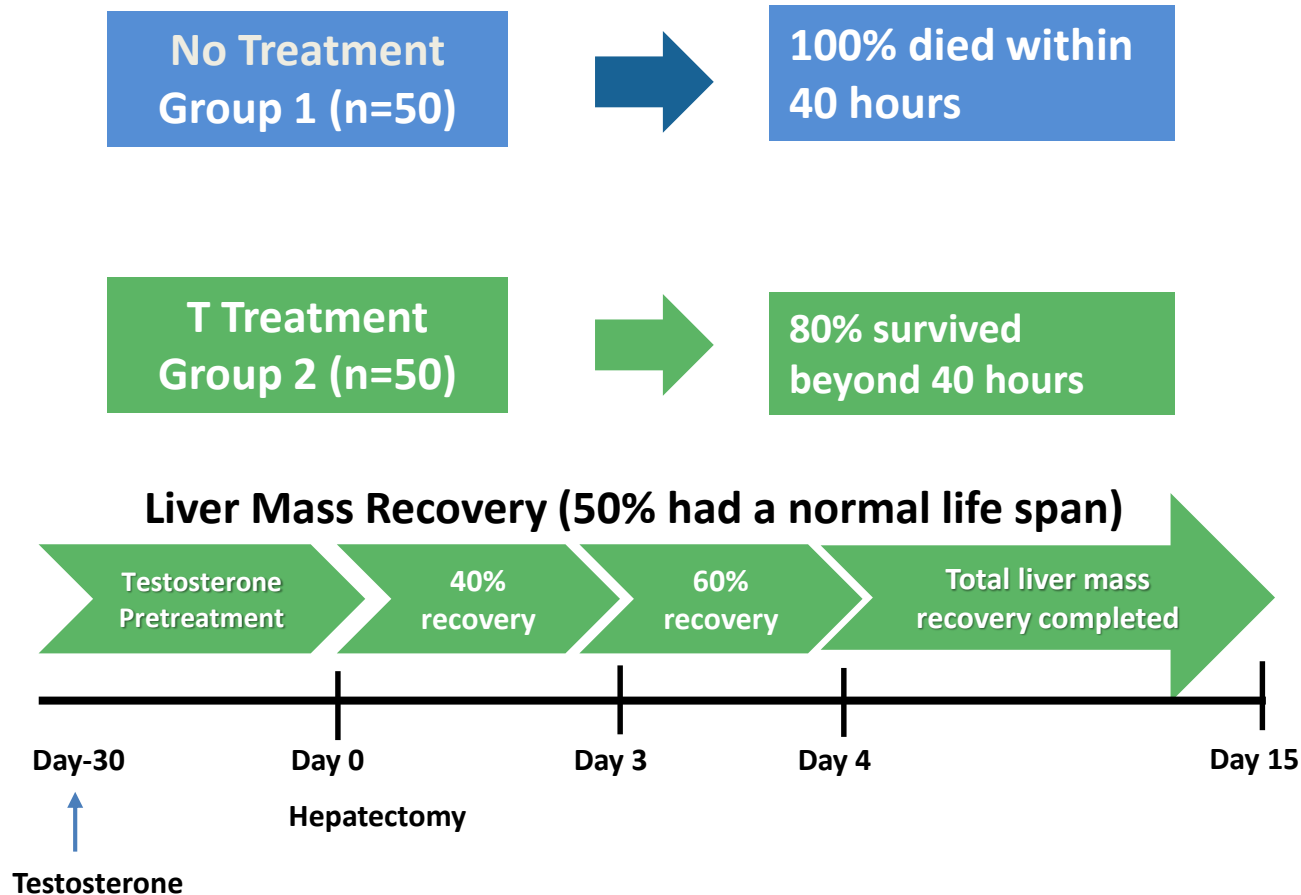 No Treatment
Group 1 (n=50)
100% died within
40 hours
T Treatment
Group 2 (n=50)
80% survived
beyond 40 hours
Liver Mass Recovery (50% had a normal life span)
Testosterone
Pretreatment
40%
recovery
60%
recovery
Total liver mass
recovery completed
Day-30
Day 0
Day 3
Day 4
Day 15
Hepatectomy
Testosterone